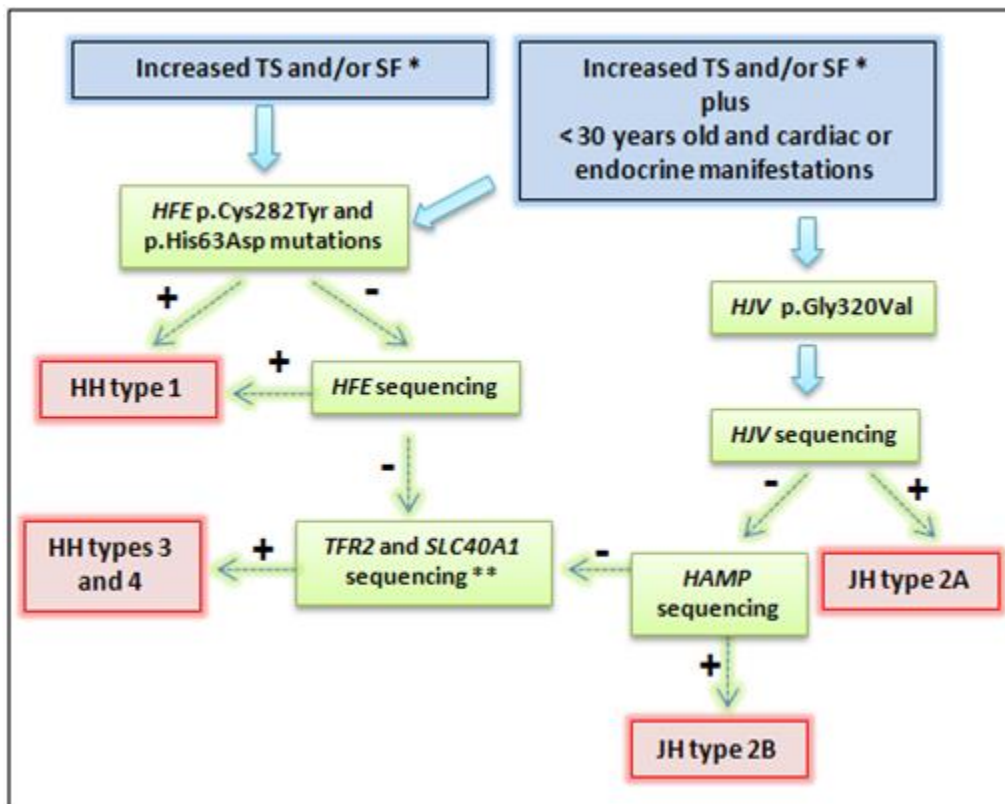 Increased TS and/or SF *
Increased TS and/or SF *
plus
< 30 years old and cardiac or
endocrine manifestations
HFE p.Cys282Tyr and
p.His63Asp mutations
+
-
HJV p.Gly320Val
HH type 1
+
HFE sequencing
HJV sequencing
-
-
+
HH types 3
and 4
+
TFR2 and SLC40A1
sequencing **
-
HAMP
sequencing
JH type 2A
+
JH type 2B